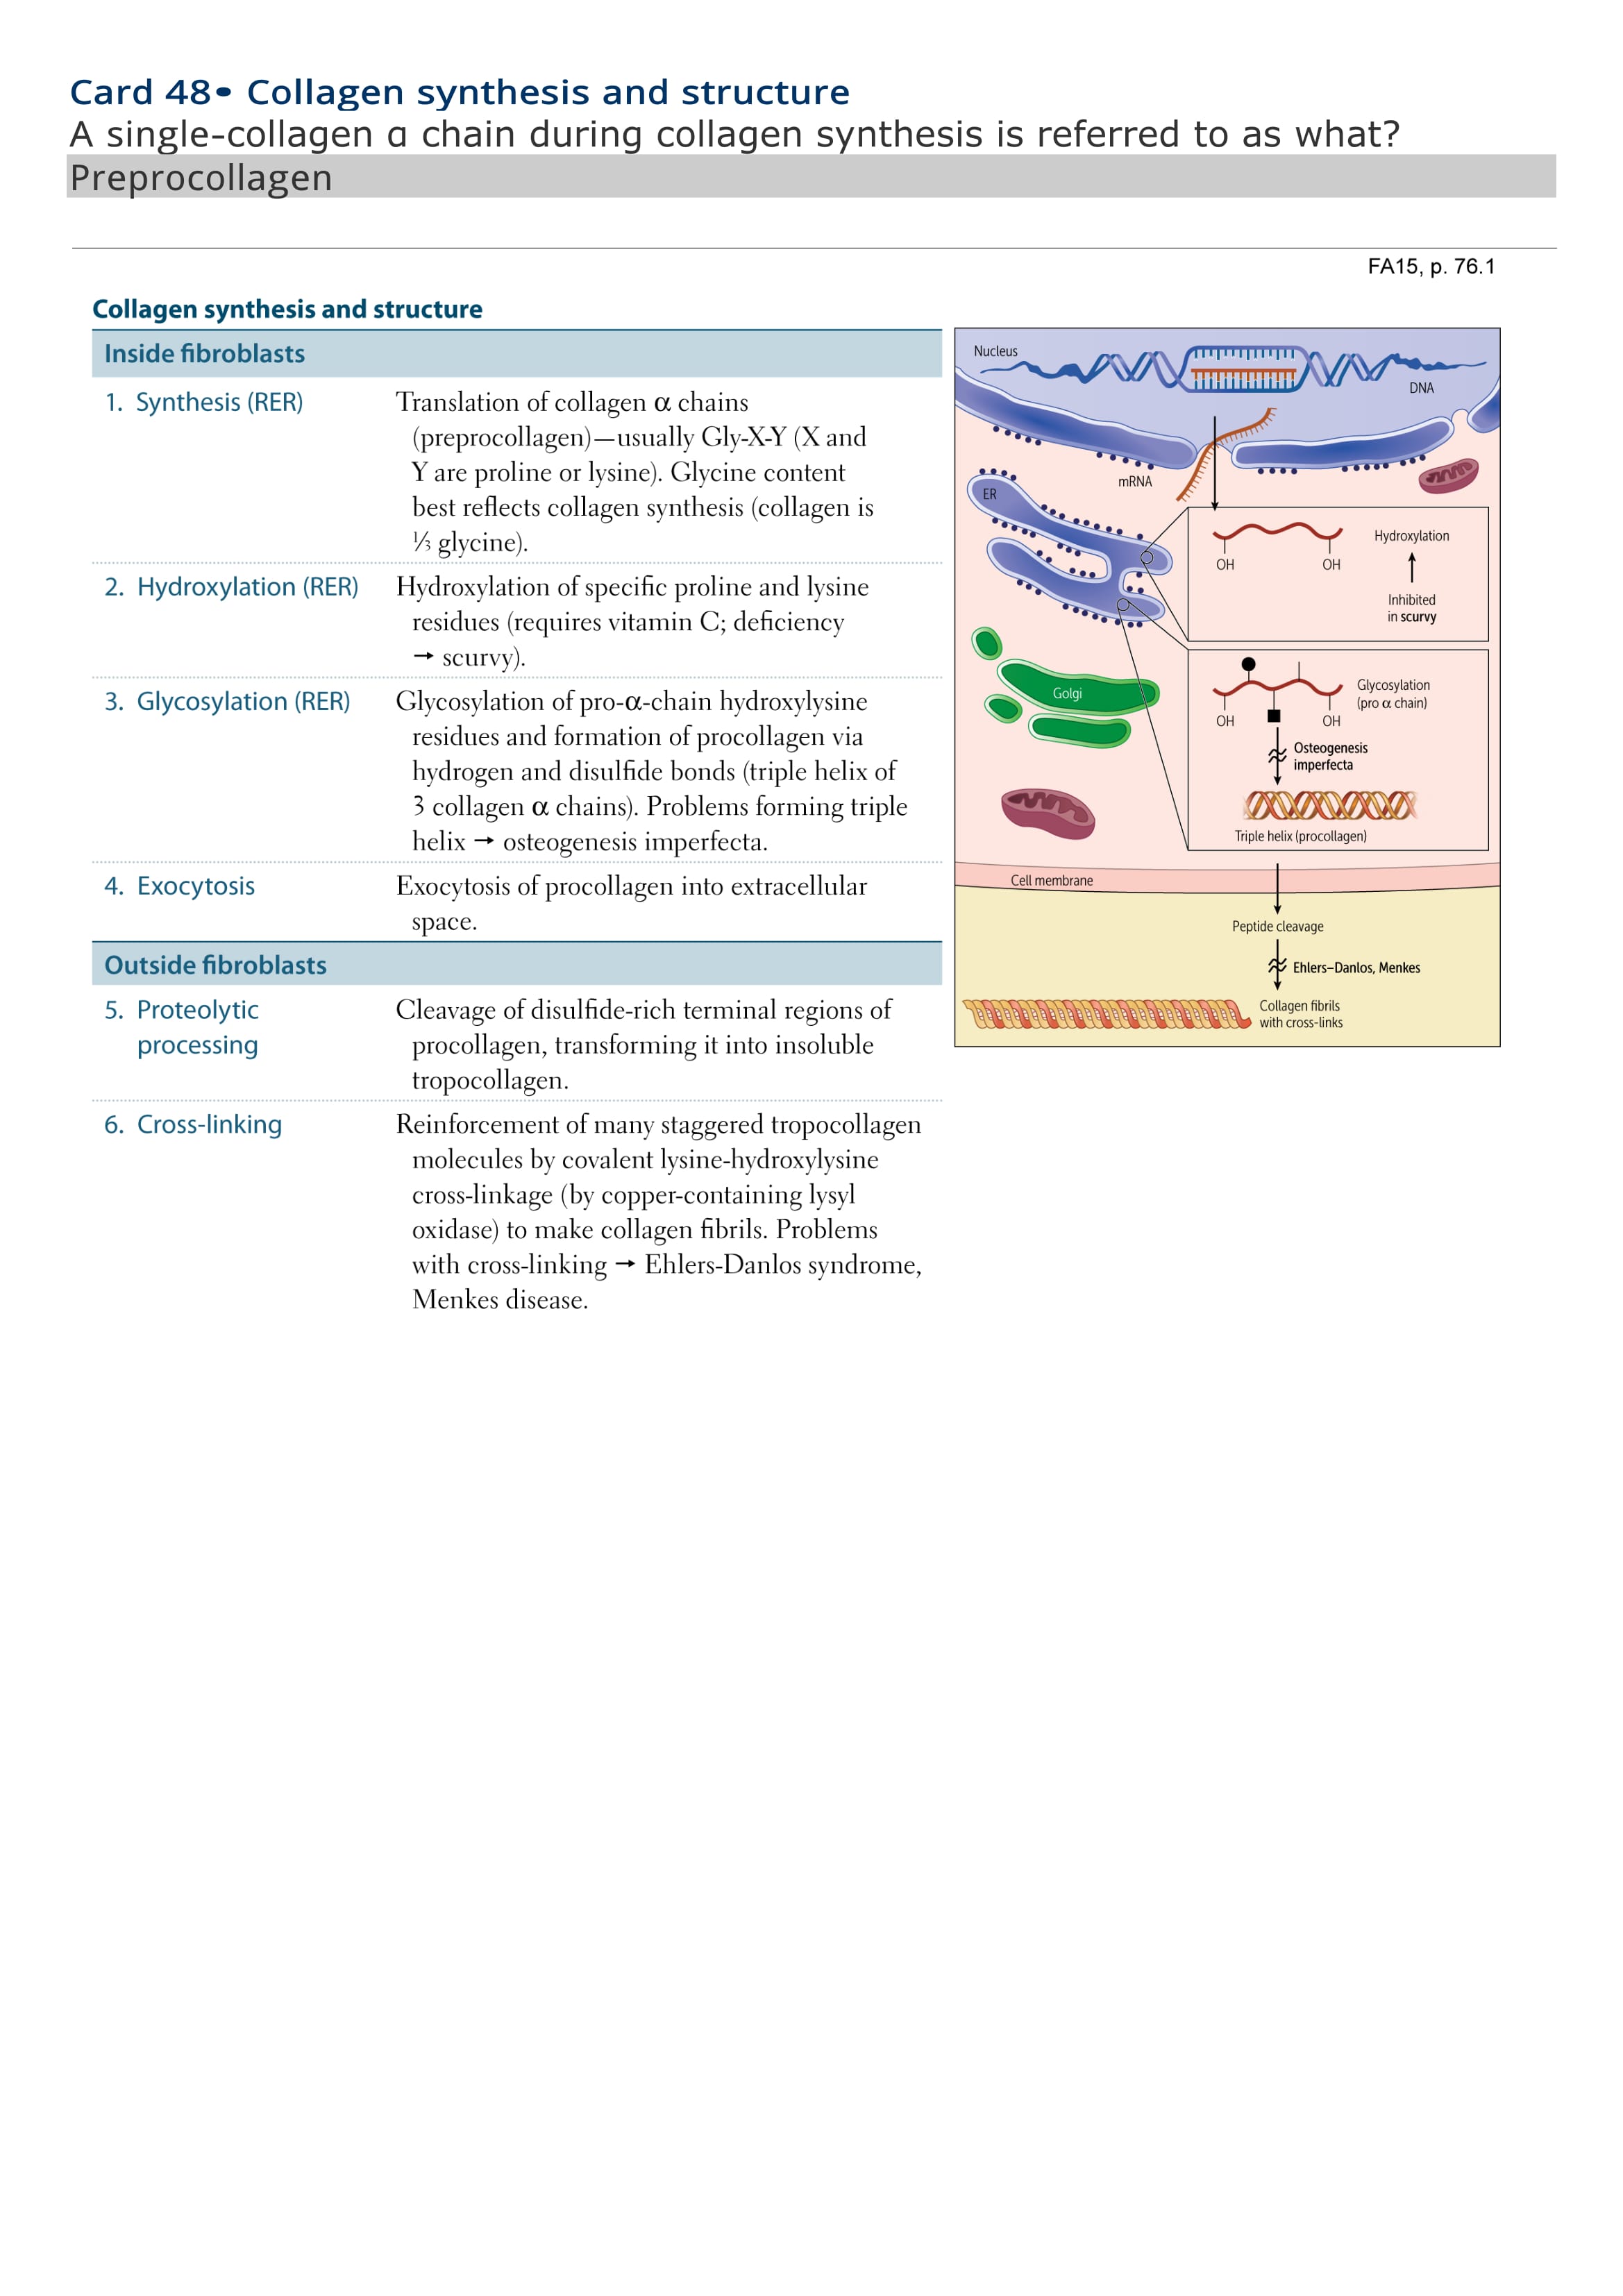 Card 48• Collagen synthesis and structure
A single-collagen α chain during collagen synthesis is referred to as what?
Preprocollagen
FA15, p. 76.1
Collagen synthesis and structure
Inside fibroblasts
1. Synthesis (RER)
Translation of collagen α chains
(preprocollagen)—usually Gly-X-Y (X and
Y are proline or lysine). Glycine content
best reflects collagen synthesis (collagen is
⅓ glycine).
2. Hydroxylation (RER)
Hydroxylation of specific proline and lysine
residues (requires vitamin C; deficiency
→ scurvy).
3. Glycosylation (RER)
Glycosylation of pro-α-chain hydroxylysine
residues and formation of procollagen via
hydrogen and disulfide bonds (triple helix of
3 collagen α chains). Problems forming triple
helix → osteogenesis imperfecta.
4. Exocytosis
Exocytosis of procollagen into extracellular
space.
Outside fibroblasts
5. Proteolytic
processing
Cleavage of disulfide-rich terminal regions of
procollagen, transforming it into insoluble
tropocollagen.
6. Cross-linking
Reinforcement of many staggered tropocollagen
molecules by covalent lysine-hydroxylysine
cross-linkage (by copper-containing lysyl
oxidase) to make collagen fibrils. Problems
with cross-linking → Ehlers-Danlos syndrome,
Menkes disease.
Nucleus
DNA
mRNA
ER
Hydroxylation
OH OH
Inhibited
in scurvy
Golgi
Glycosylation
(pro α chain)
OH OH
Osteogenesis
imperfecta
Triple helix (procollagen)
Cell membrane
Peptide cleavage
Ehlers–Danlos, Menkes
Collagen fibrils
with cross-links